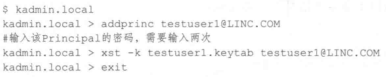 $ kadmin.local
kadmin.local > addprinc testuser1@LINC.COM
#输入该Principal的密码，需要输入两次
kadmin.local > xst -k testuser1.keytab testuser1@LINC.COM
kadmin.local > exit